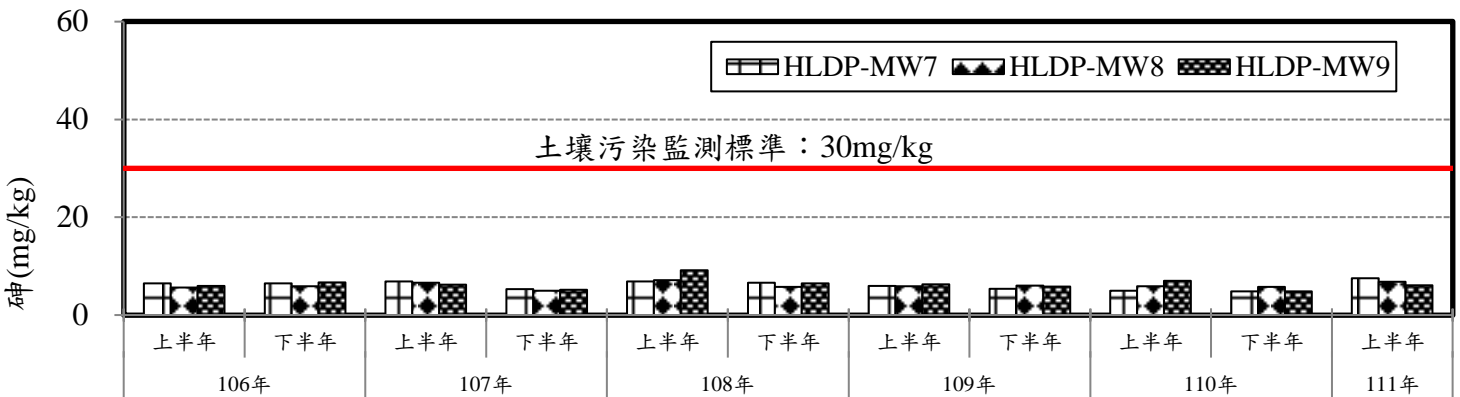 60
HLDP-MW7 HLDP-MW8 HLDP-MW9
40
土壤污染監測標準：30mg/kg
砷(mg/kg)
20
0
上半年 下半年 上半年 下半年 上半年 下半年 上半年 下半年 上半年 下半年 上半年
106年 107年 108年 109年 110年 111年